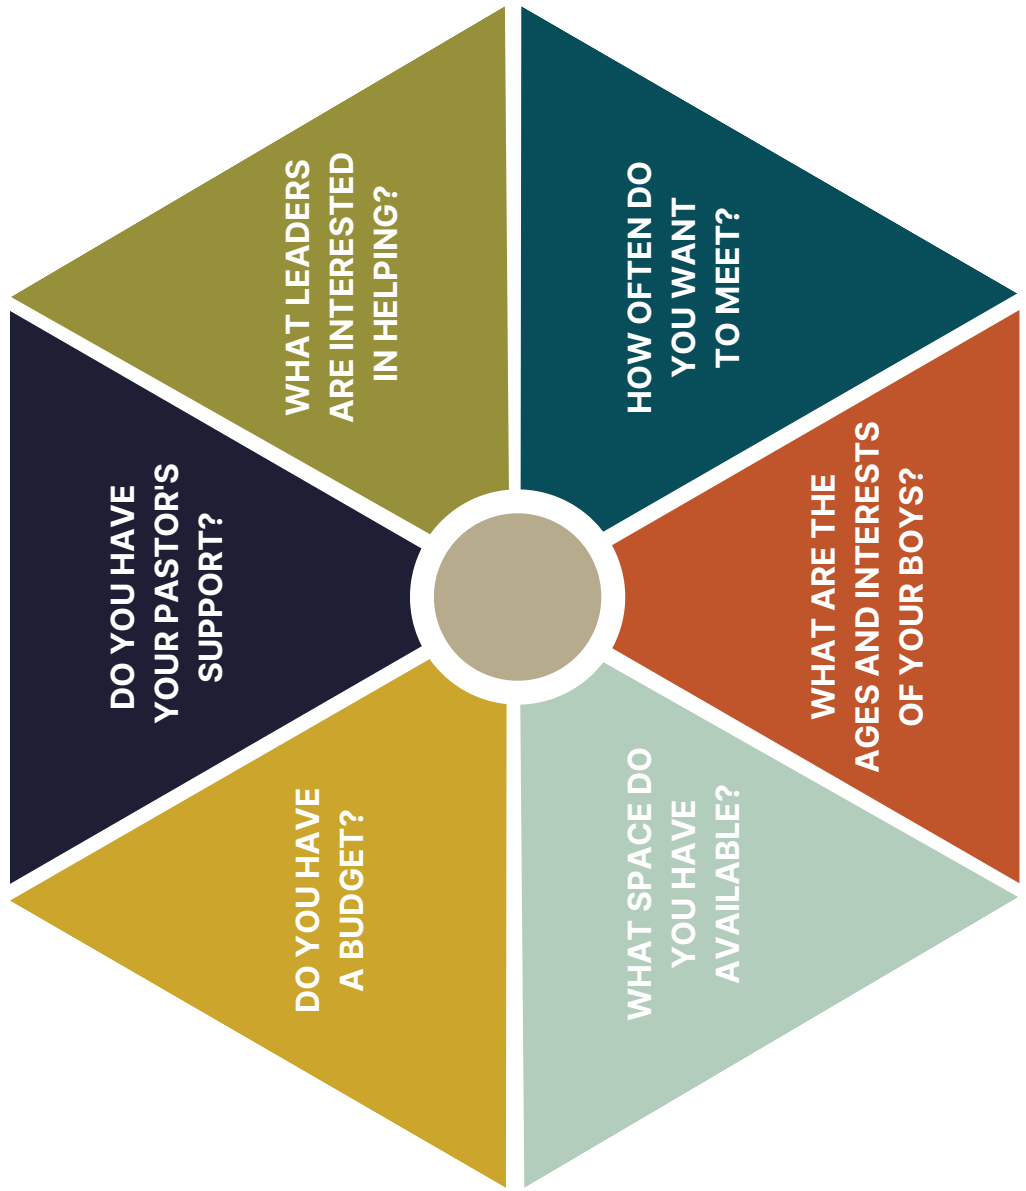 DO YOU HAVE
YOUR PASTOR'S
SUPPORT?
WHAT LEADERS
ARE INTERESTED
IN HELPING?
HOW OFTEN DO
YOU WANT
TO MEET?
WHAT ARE THE
AGES AND INTERESTS
OF YOUR BOYS?
WHAT SPACE DO
YOU HAVE
AVAILABLE?
DO YOU HAVE
A BUDGET?